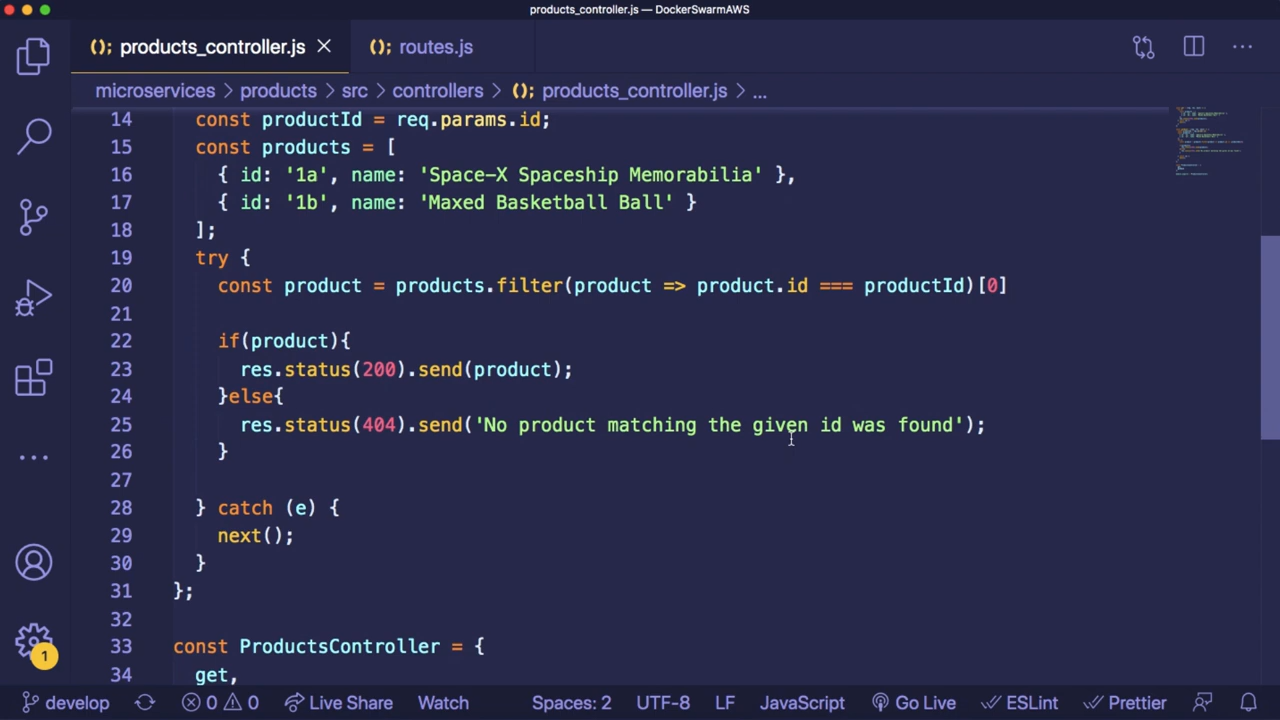 products_controller.js — DockerSwarmAWS
(); products_controller.js × (); routes.js ...
microservices > products > src > controllers > (); products_controller.js > ...
14 const productId = req.params.id;
15 const products = [
16 { id: '1a', name: 'Space-X Spaceship Memorabilia' },
17 { id: '1b', name: 'Maxed Basketball Ball' }
18 ];
19 try {
20 const product = products.filter(product => product.id === productId)[0]
21
22 if(product){
23 res.status(200).send(product);
24 }else{
25 res.status(404).send('No product matching the given id was found');
26 }
27
28 } catch (e) {
29 next();
30 }
31 };
32
33 const ProductsController = {
34 get,
1
develop 0 0 Live Share Watch Spaces: 2 UTF-8 LF JavaScript Go Live ESLint Prettier